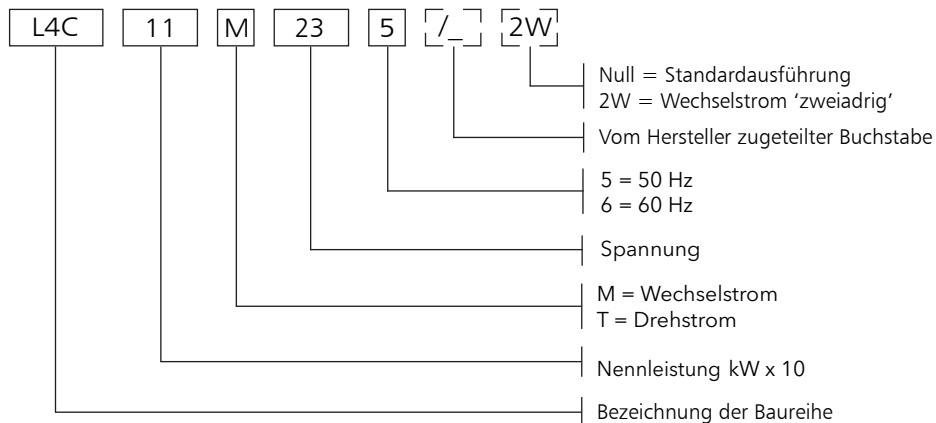 L4C 11 M 23 5 /_ 2W
Null = Standardausführung
2W = Wechselstrom ‘zweiadrig’
Vom Hersteller zugeteilter Buchstabe
5 = 50 Hz
6 = 60 Hz
Spannung
M = Wechselstrom
T = Drehstrom
Nennleistung kW x 10
Bezeichnung der Baureihe